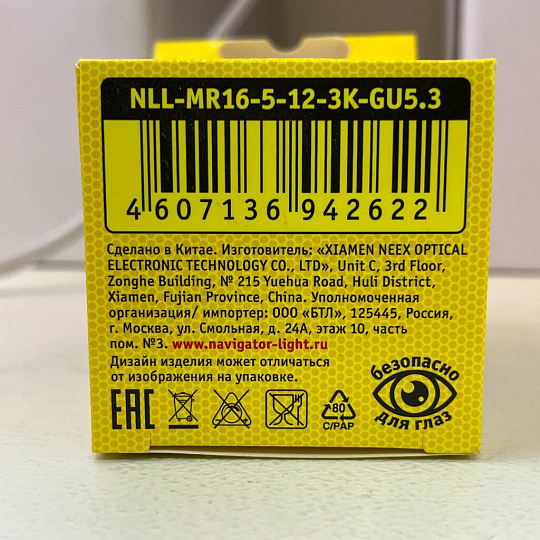 NLL-MR16-5-12-3K-GU5.3
4 607136 942622
Сделано в Китае. Изготовитель: «XIAMEN NEEX OPTICAL
ELECTRONIC TECHNOLOGY CO., LTD», Unit C, 3rd Floor,
Zonghe Building, № 215 Yuehua Road, Huli District,
Xiamen, Fujian Province, China. Уполномоченная
организация/ импортер: ООО «БТЛ», 125445, Россия,
г. Москва, ул. Смольная, д. 24А, этаж 10, часть
пом. №3. www.navigator-light.ru
Дизайн изделия может отличаться
от изображения на упаковке.
безопасно
для глаз
EAC
80
C/PAP